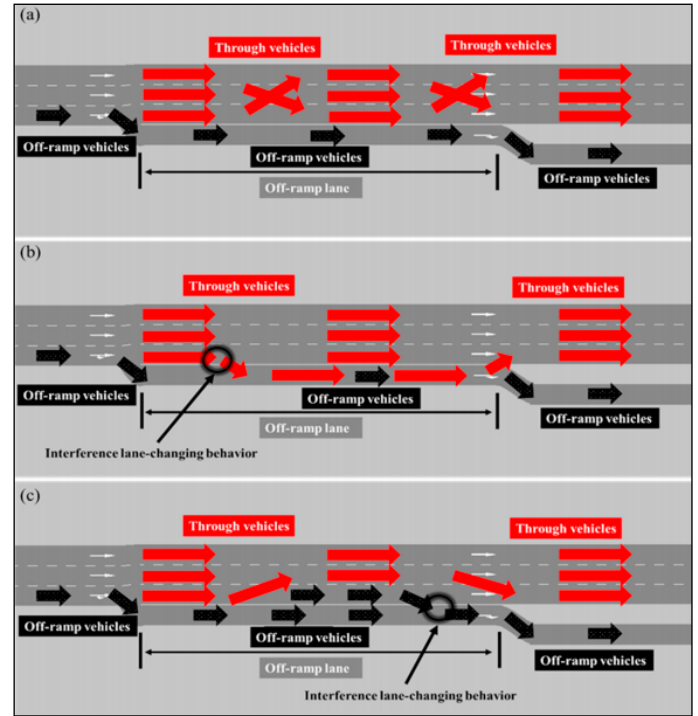 (a)
Through vehicles
Through vehicles
Off-ramp vehicles
Off-ramp vehicles
Off-ramp vehicles
Off-ramp lane
(b)
Through vehicles
Through vehicles
Off-ramp vehicles
Off-ramp vehicles
Off-ramp vehicles
Off-ramp lane
Interference lane-changing behavior
(c)
Through vehicles
Through vehicles
Off-ramp vehicles
Off-ramp vehicles
Off-ramp vehicles
Off-ramp lane
Interference lane-changing behavior